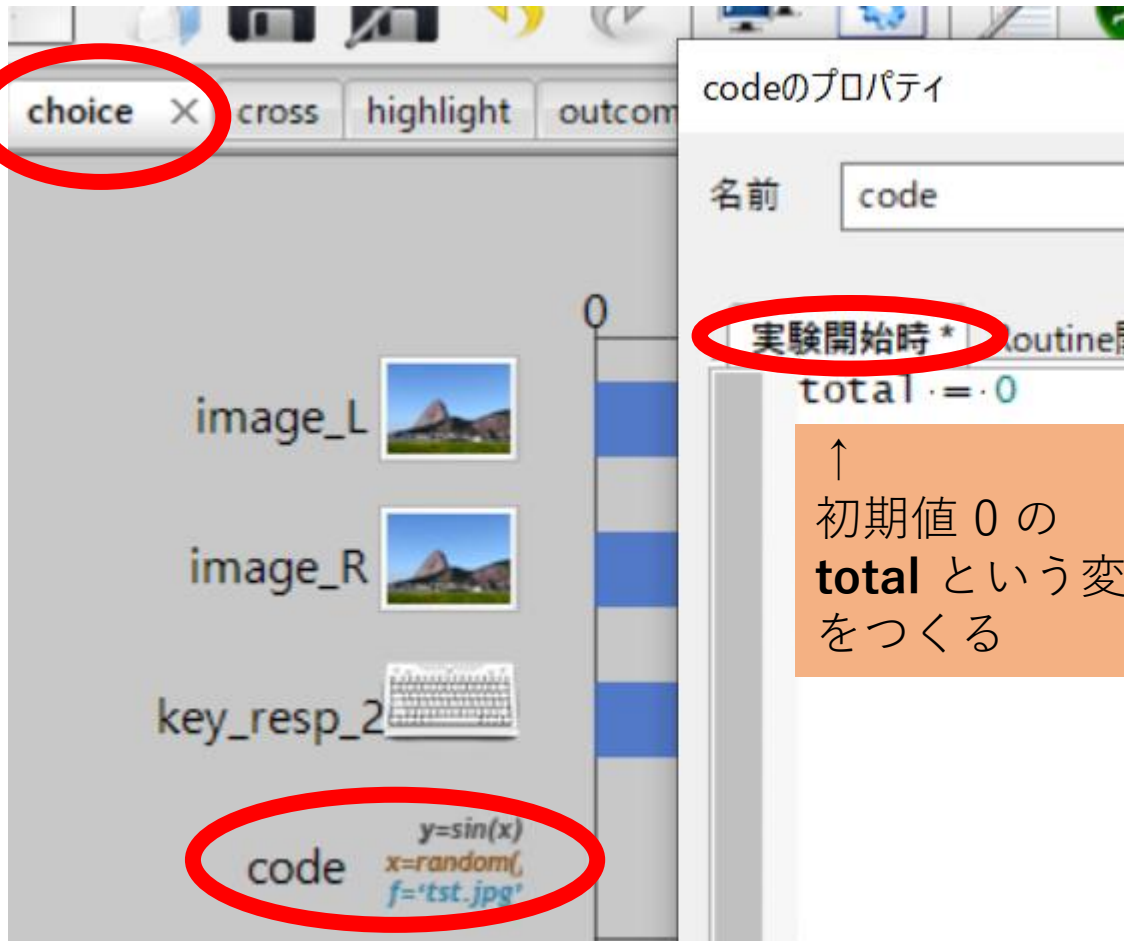 choice
cross
highlight
outcom
codeのプロパティ
名前
code
実験開始時 *
outine
total = 0
0
image_L
image_R
key_resp_2
code
y=sin(x)
x=random(,
f='tst.jpg'
↑
初期値 0 の
total という変
をつくる